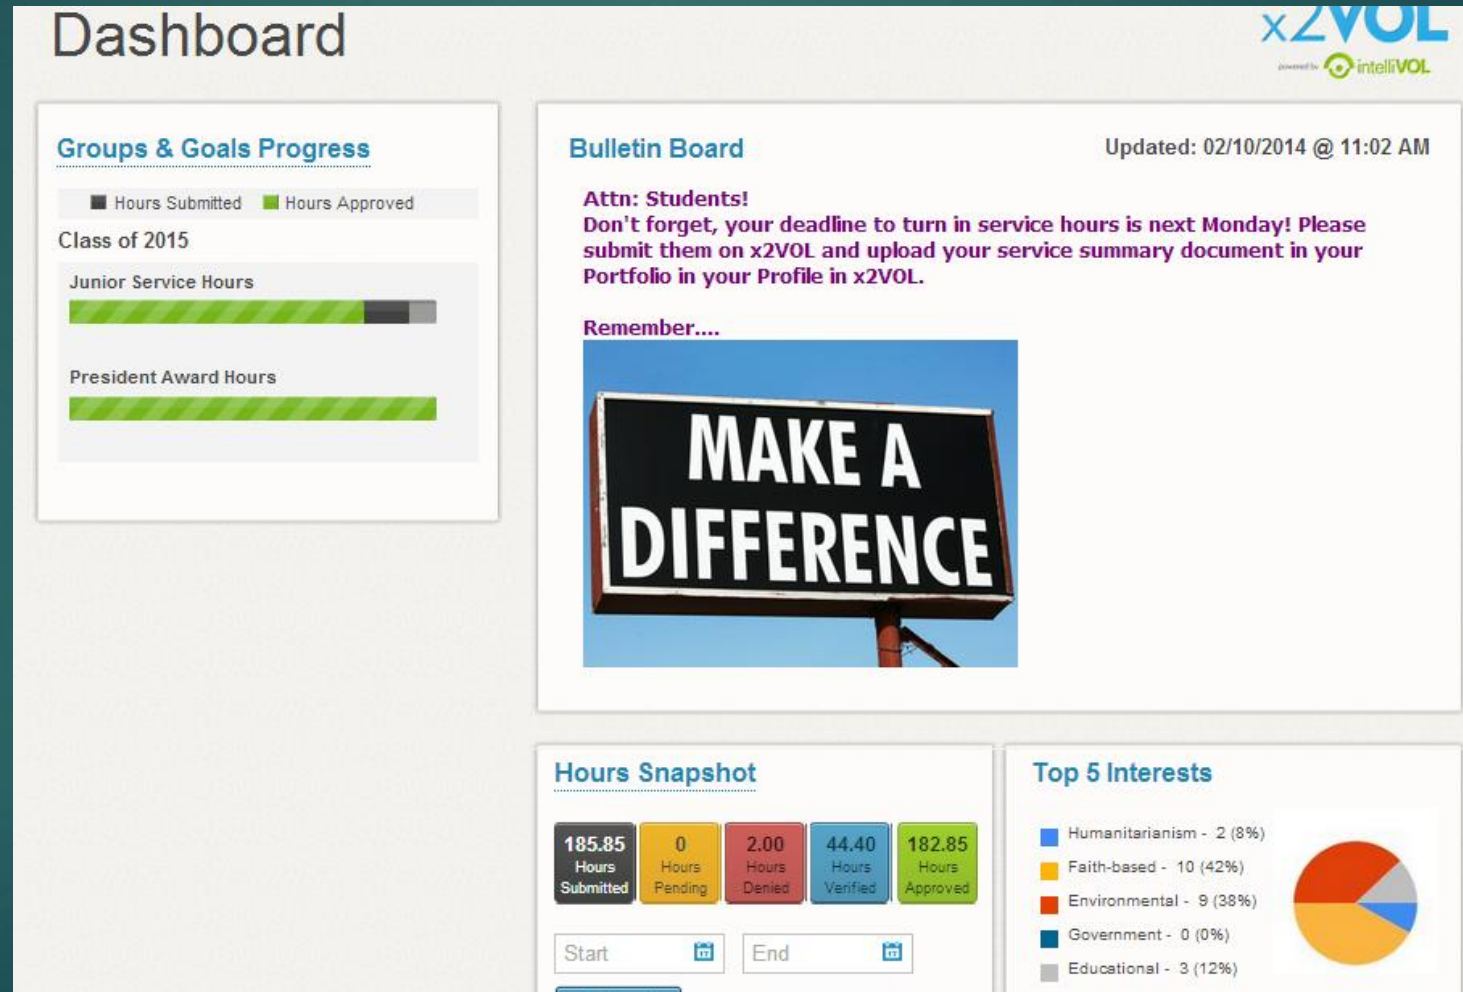 Dashboard
x2VOL
powered by intelliVOL
Groups & Goals Progress
Hours Submitted Hours Approved
Class of 2015
Junior Service Hours
President Award Hours
Bulletin Board
Updated: 02/10/2014 @ 11:02 AM
Attn: Students!
Don't forget, your deadline to turn in service hours is next Monday! Please
submit them on x2VOL and upload your service summary document in your
Portfolio in your Profile in x2VOL.
Remember....
MAKE A
DIFFERENCE
Hours Snapshot
185.85
Hours
Submitted
0
Hours
Pending
2.00
Hours
Denied
44.40
Hours
Verified
182.85
Hours
Approved
Start
End
Top 5 Interests
Humanitarianism - 2 (8%)
Faith-based - 10 (42%)
Environmental - 9 (38%)
Government - 0 (0%)
Educational - 3 (12%)